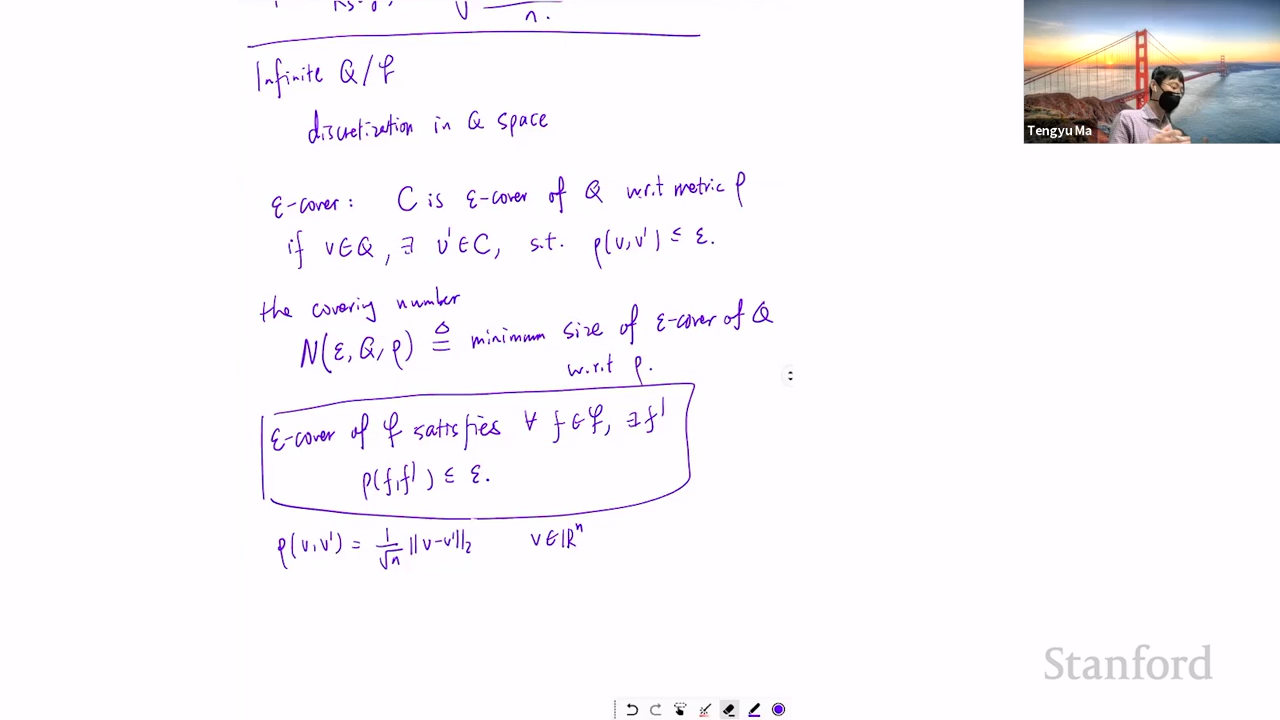 n.
Infinite Q/F
discretization in Q space
ε-cover: C is ε-cover of Q w.r.t metric ρ
if v∈Q, ∃ v'∈C, s.t. ρ(v,v') ≤ ε.
the covering number
N(ε, Q, ρ) ≜ minimum size of ε-cover of Q
w.r.t ρ.
ε-cover of F satisfies ∀ f∈F, ∃ f'
ρ(f,f') ≤ ε.
ρ(v,v') = 1/√n ||v-v'||₂ v∈ℝⁿ
Tengyu Ma
Stanford